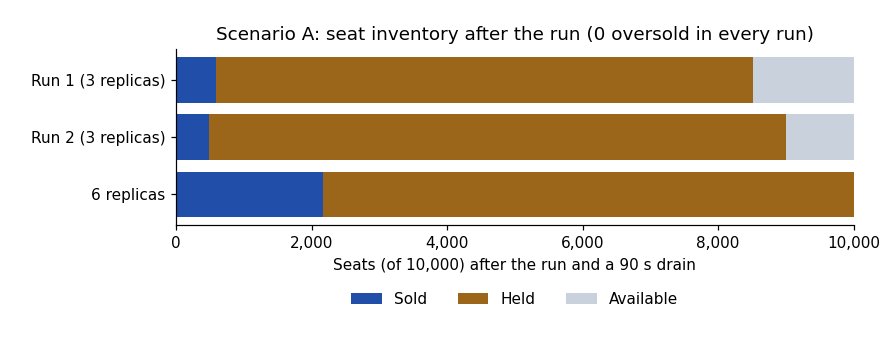 Scenario A: seat inventory after the run (0 oversold in every run)
Run 1 (3 replicas)
Run 2 (3 replicas)
6 replicas
0 2,000 4,000 6,000 8,000 10,000
Seats (of 10,000) after the run and a 90 s drain
Sold Held Available